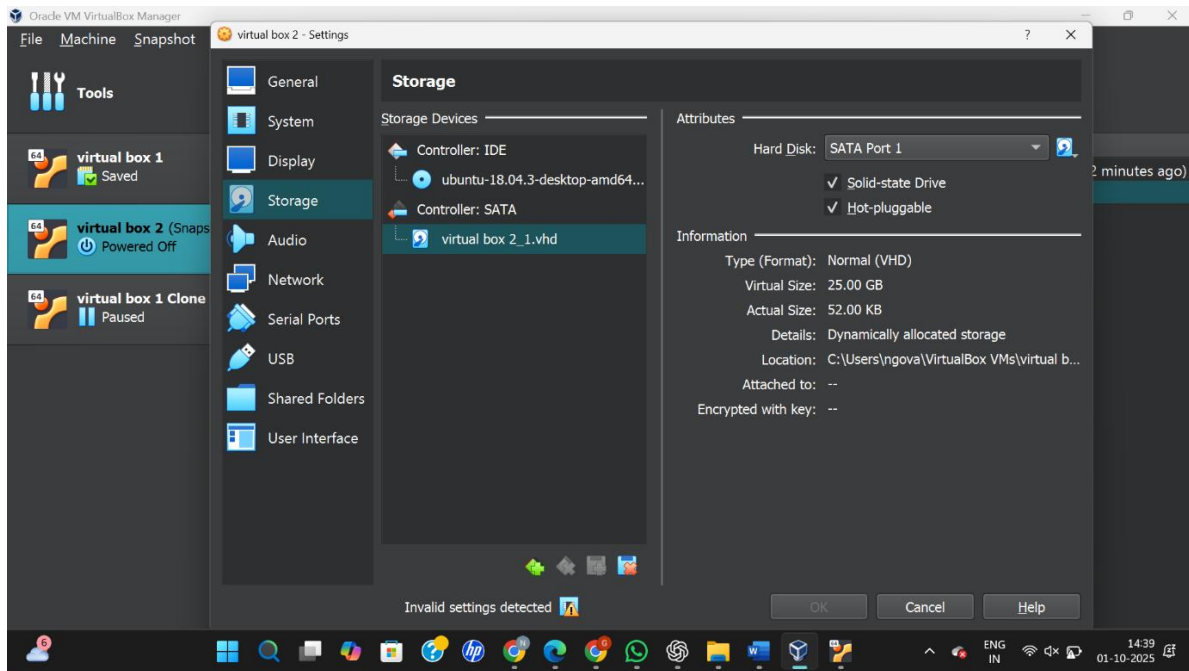 Oracle VM VirtualBox Manager
File Machine Snapshot
Tools
64
virtual box 1
Saved
64
virtual box 2 (Snaps
Powered Off
64
virtual box 1 Clone
Paused
virtual box 2 - Settings
?
General
System
Display
Storage
Audio
Network
Serial Ports
USB
Shared Folders
User Interface
Storage
Storage Devices
Controller: IDE
ubuntu-18.04.3-desktop-amd64...
Controller: SATA
virtual box 2_1.vhd
Attributes
Hard Disk: SATA Port 1
Solid-state Drive
Hot-pluggable
Information
Type (Format): Normal (VHD)
Virtual Size: 25.00 GB
Actual Size: 52.00 KB
Details: Dynamically allocated storage
Location: C:\Users\ngova\VirtualBox VMs\virtual b...
Attached to: --
Encrypted with key: --
Invalid settings detected
OK Cancel Help
2 minutes ago)
6
hp
N
G
W
ENG
IN
14:39
01-10-2025